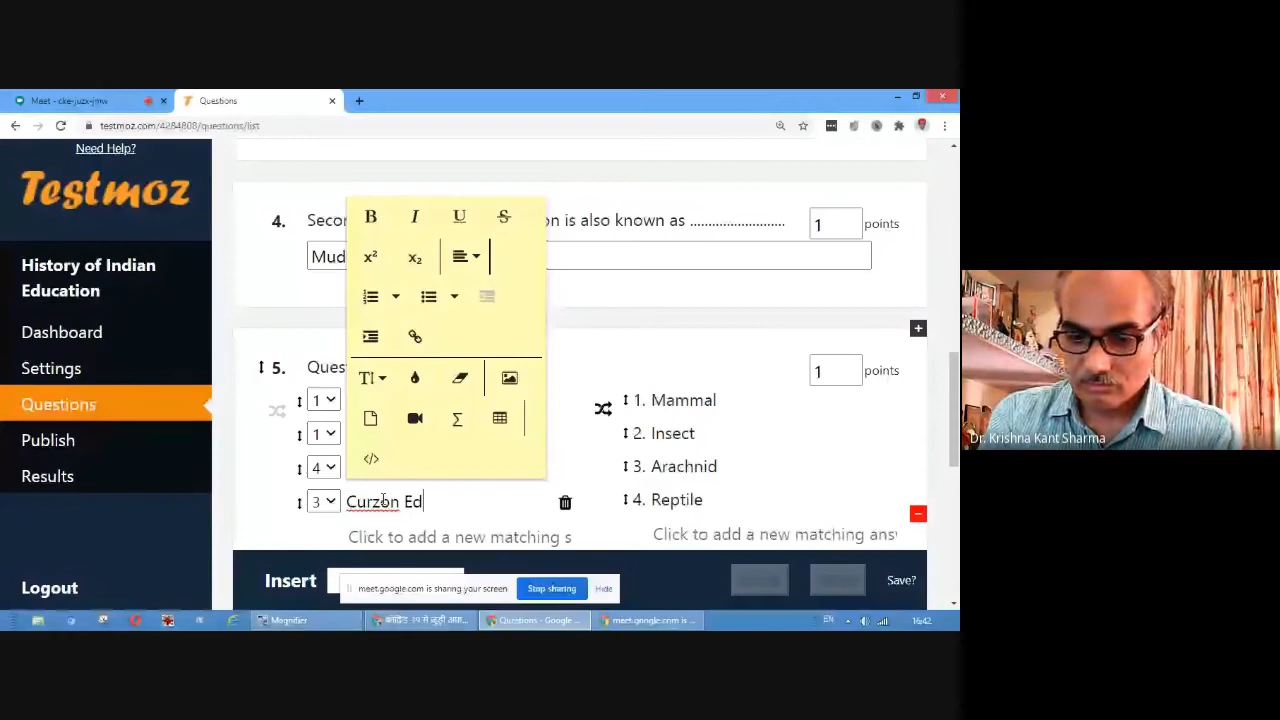 Meet - cke-juzx-jmw
Questions
testmoz.com/4284808/questions/list
Need Help?
Testmoz
History of Indian
Education
Dashboard
Settings
Questions
Publish
Results
Logout
4. Secon on is also known as ..........................
1 points
Mud
B I U S
x² x₂
5. Ques
1 points
1
1
4
3 Curzon Ed
Click to add a new matching s
1. Mammal
2. Insect
3. Arachnid
4. Reptile
Click to add a new matching ans
Insert
Save?
meet.google.com is sharing your screen Stop sharing Hide
Magnifier
Questions - Google ...
meet.google.com is ...
EN
16:42
Dr. Krishna Kant Sharma